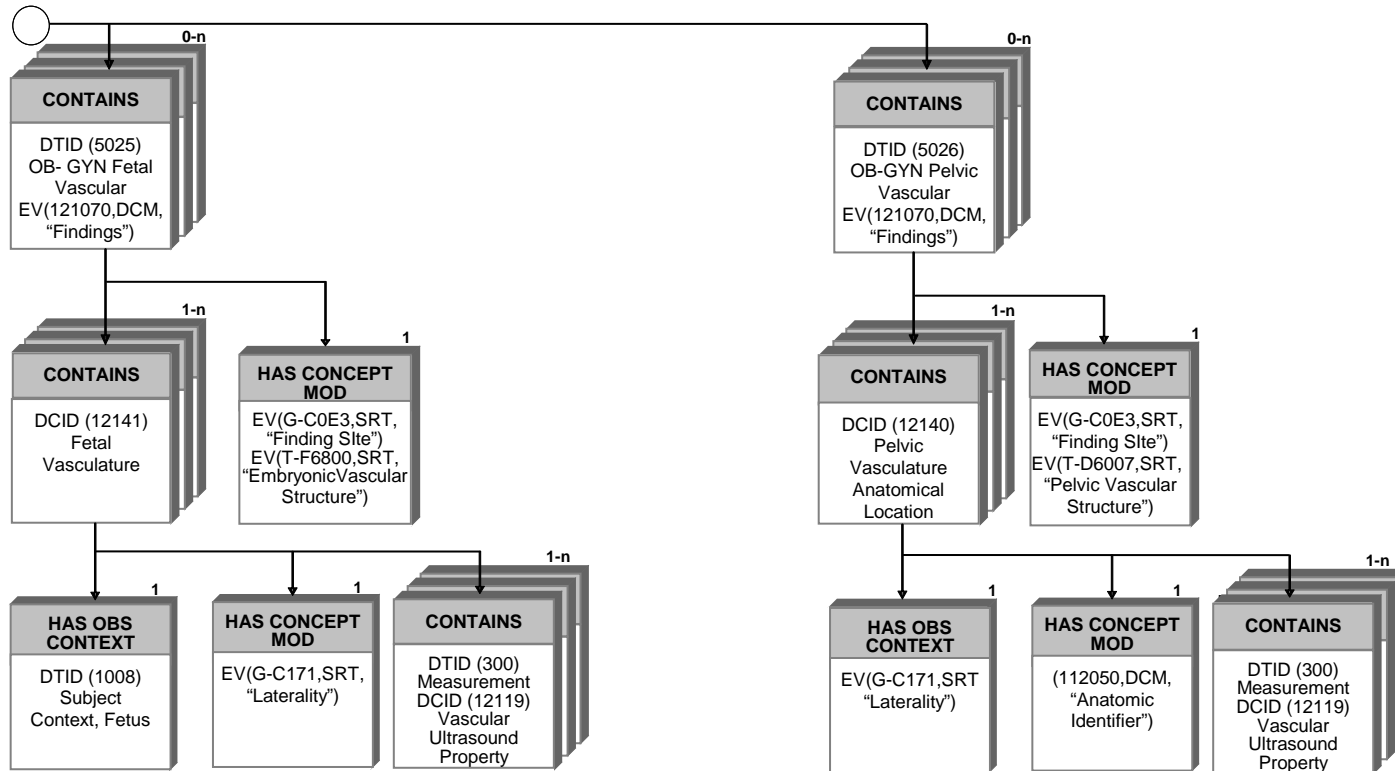 0-n
CONTAINS
DTID (5025)
OB- GYN Fetal
Vascular
EV(121070,DCM,
“Findings”)
0-n
CONTAINS
DTID (5026)
OB-GYN Pelvic
Vascular
EV(121070,DCM,
“Findings”)
1-n
CONTAINS
DCID (12141)
Fetal
Vasculature
1
HAS CONCEPT
MOD
EV(G-C0E3,SRT,
“Finding SIte”)
EV(T-F6800,SRT,
“EmbryonicVascular
Structure”)
1-n
CONTAINS
DCID (12140)
Pelvic
Vasculature
Anatomical
Location
1
HAS CONCEPT
MOD
EV(G-C0E3,SRT,
“Finding SIte”)
EV(T-D6007,SRT,
“Pelvic Vascular
Structure”)
1
HAS OBS
CONTEXT
DTID (1008)
Subject
Context, Fetus
1
HAS CONCEPT
MOD
EV(G-C171,SRT,
“Laterality”)
1-n
CONTAINS
DTID (300)
Measurement
DCID (12119)
Vascular
Ultrasound
Property
1
HAS OBS
CONTEXT
EV(G-C171,SRT
“Laterality”)
1
HAS CONCEPT
MOD
(112050,DCM,
“Anatomic
Identifier”)
1-n
CONTAINS
DTID (300)
Measurement
DCID (12119)
Vascular
Ultrasound
Property